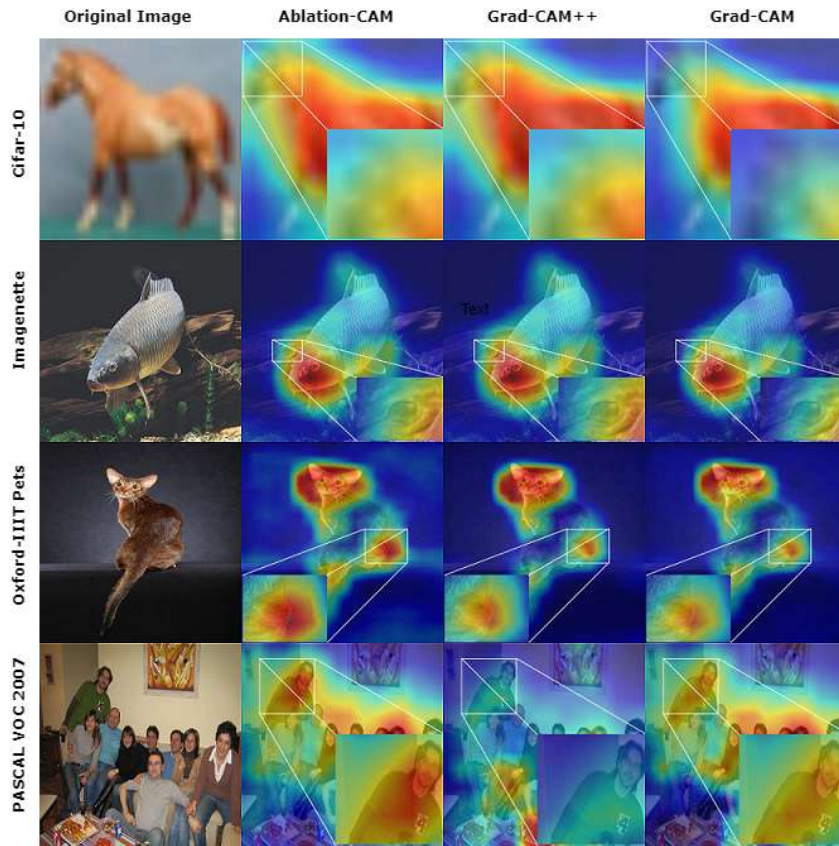 Original Image Ablation-CAM Grad-CAM++ Grad-CAM
Cifar-10
Imagenette
Text
Oxford-IIIT Pets
PASCAL VOC 2007